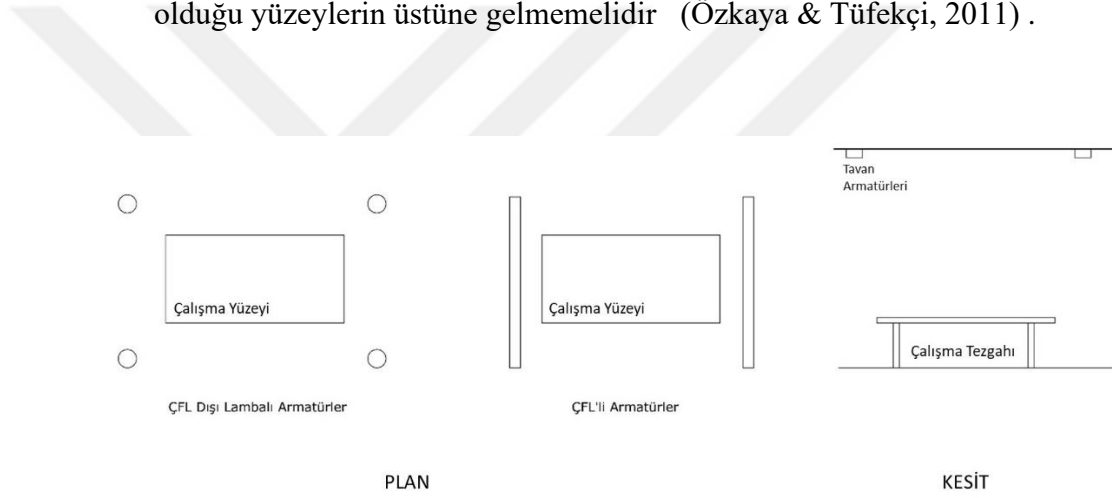 olduğu yüzeylerin üstüne gelmemelidir (Özkaya & Tüfekçi, 2011) .
Tavan
Armatürleri
Çalışma Yüzeyi
Çalışma Yüzeyi
Çalışma Tezgahı
ÇFL Dışı Lambalı Armatürler
ÇFL'li Armatürler
PLAN
KESİT